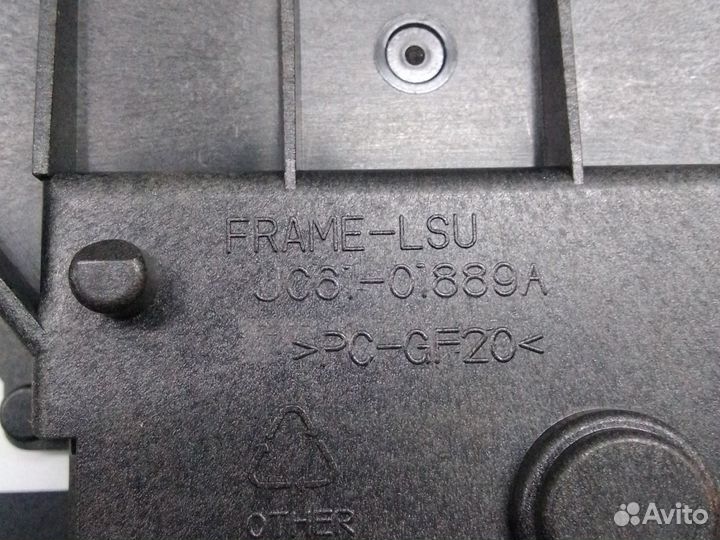 FRAME-LSU
JC61-01889A
>PC-GF20<
OTHER
Avito